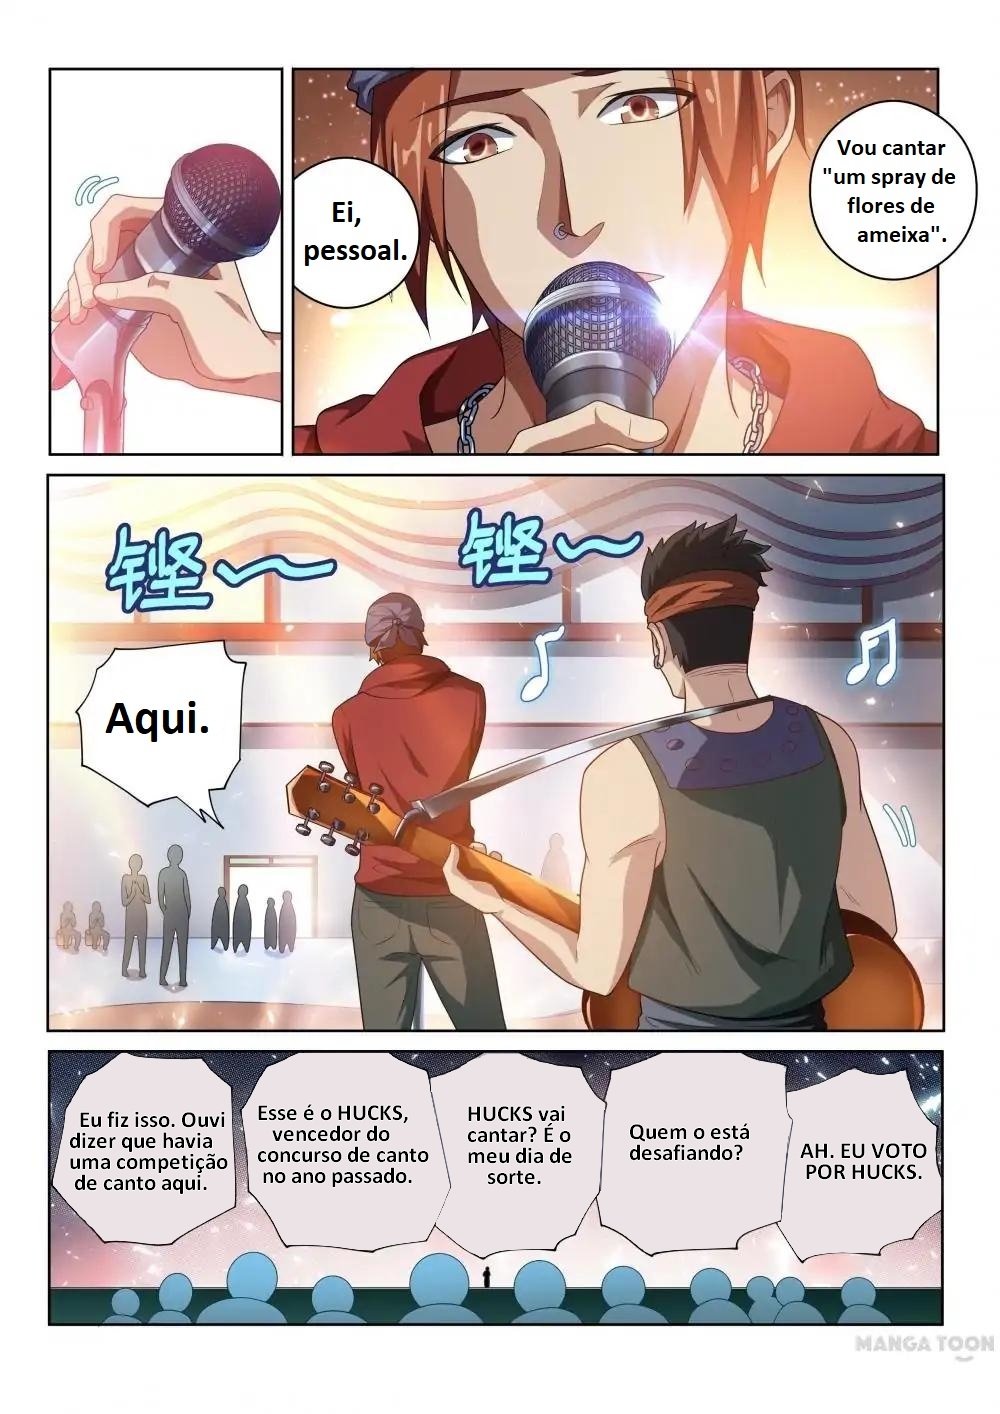 Ei,
pessoal.
Vou cantar
"um spray de
flores de
ameixa".
铿~
铿~
Aqui.
Eu fiz isso. Ouvi
dizer que havia
uma competição
de canto aqui.
Esse é o HUCKS,
vencedor do
concurso de canto
no ano passado.
HUCKS vai
cantar? É o
meu dia de
sorte.
Quem o está
desafiando?
AH. EU VOTO
POR HUCKS.
MANGA TOON